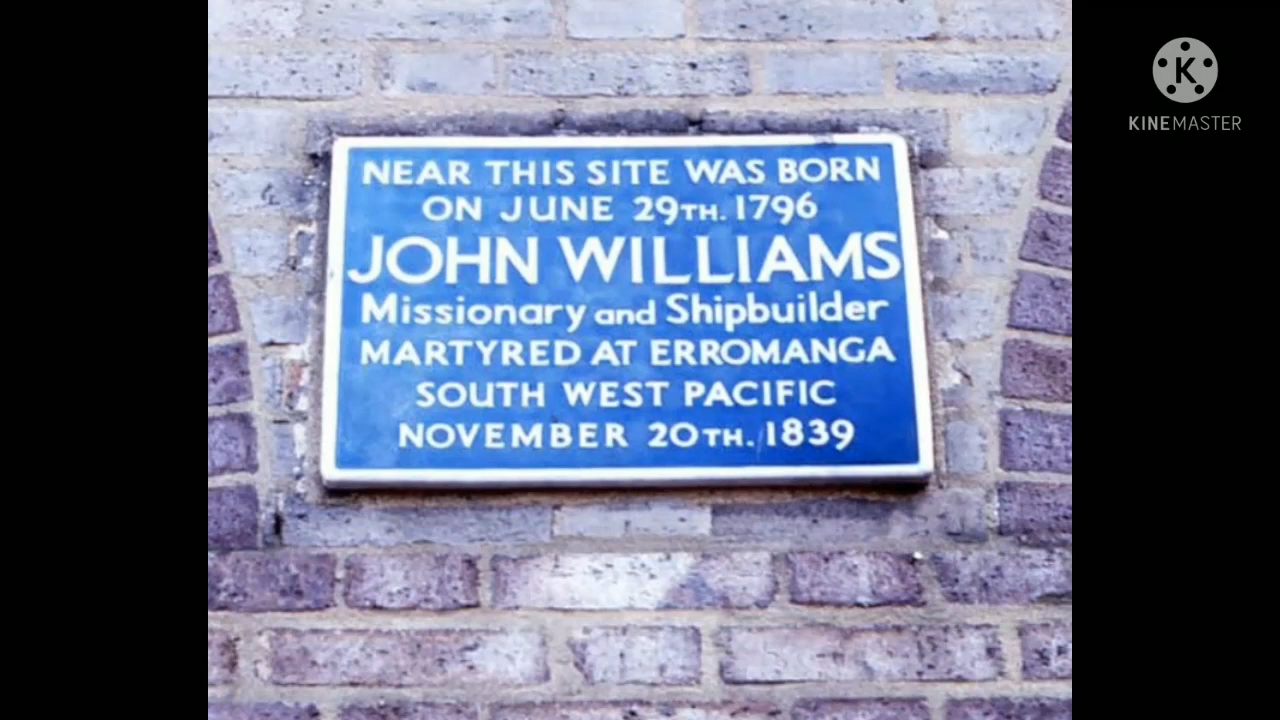 NEAR THIS SITE WAS BORN
ON JUNE 29TH. 1796
JOHN WILLIAMS
Missionary and Shipbuilder
MARTYRED AT ERROMANGA
SOUTH WEST PACIFIC
NOVEMBER 20TH. 1839
K
KINEMASTER